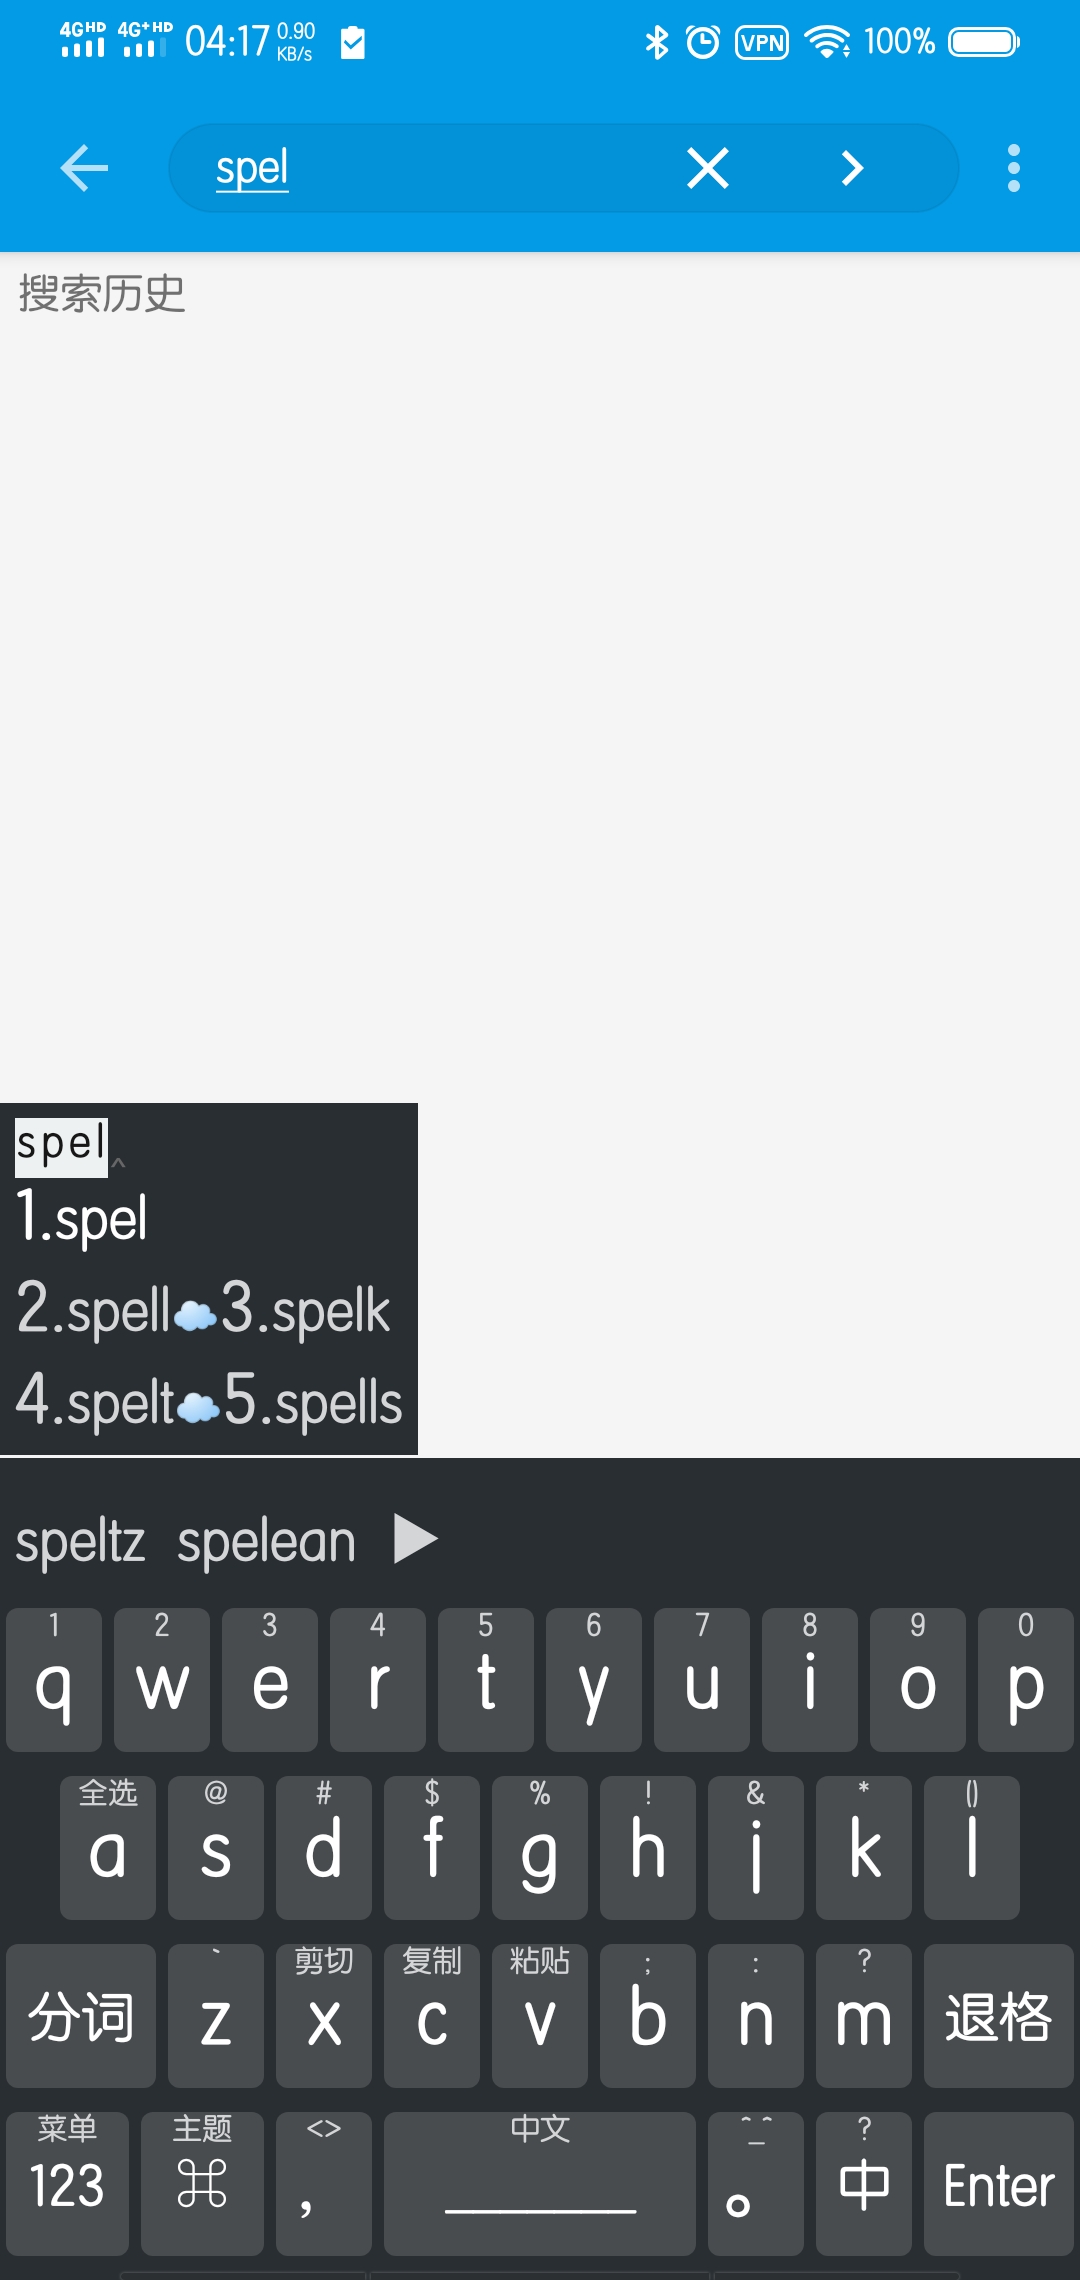 4G HD 4G+ HD 04:17 0.90 KB/s VPN 100%
spel
搜索历史
spel^
1.spel
2.spell☁️3.spelk
4.spelt☁️5.spells
speltz spelean ▶
1 2 3 4 5 6 7 8 9 0
q w e r t y u i o p
全选 @ # $ % ! & * ()
a s d f g h j k l
` 剪切 复制 粘贴 ; : ?
分词 z x c v b n m 退格
菜单 主题 <> 中文 ^_^ ?
123 ⌘ , 。 中 Enter